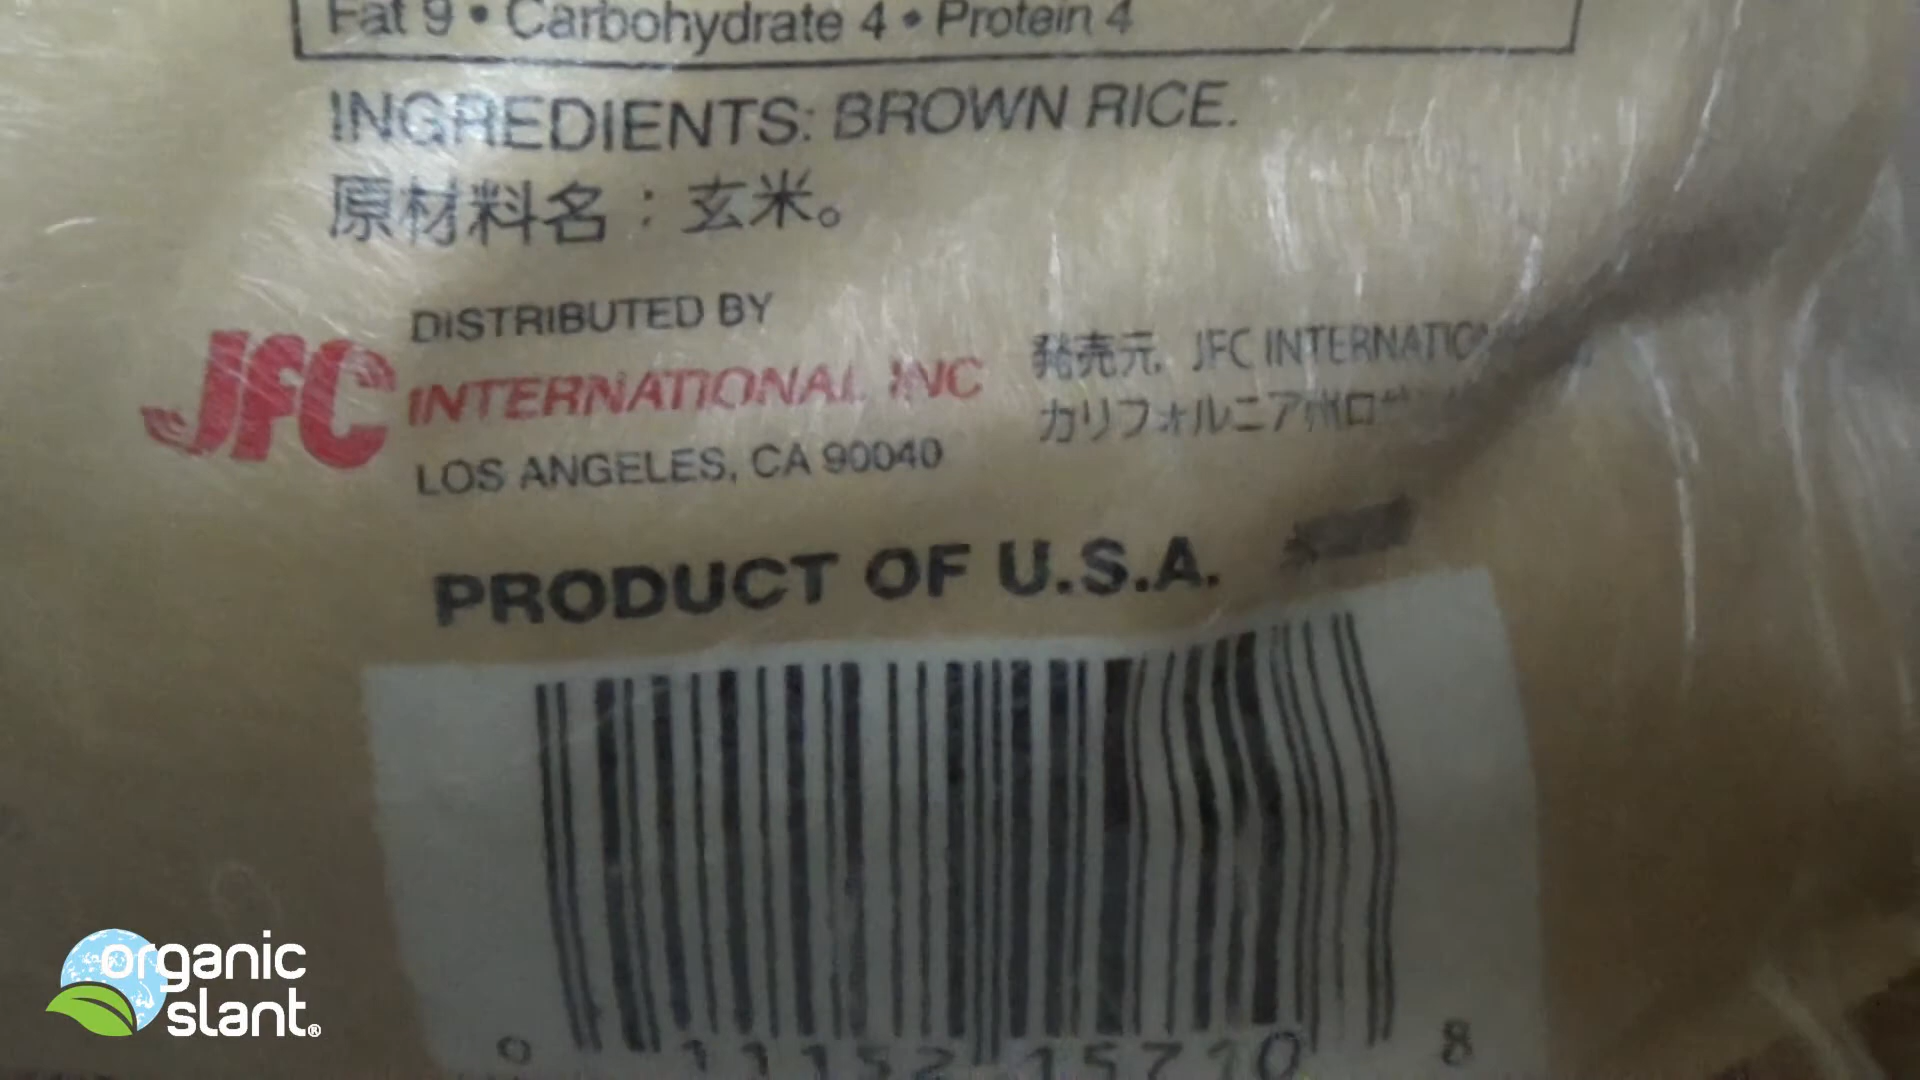 Fat 9 • Carbohydrate 4 • Protein 4
INGREDIENTS: BROWN RICE.
原材料名：玄米。
DISTRIBUTED BY
JFC INTERNATIONAL INC
LOS ANGELES, CA 90040
発売元, JFC
カリフォルニア州
PRODUCT OF U.S.A.
0 11152 15710 8
organic
slant®